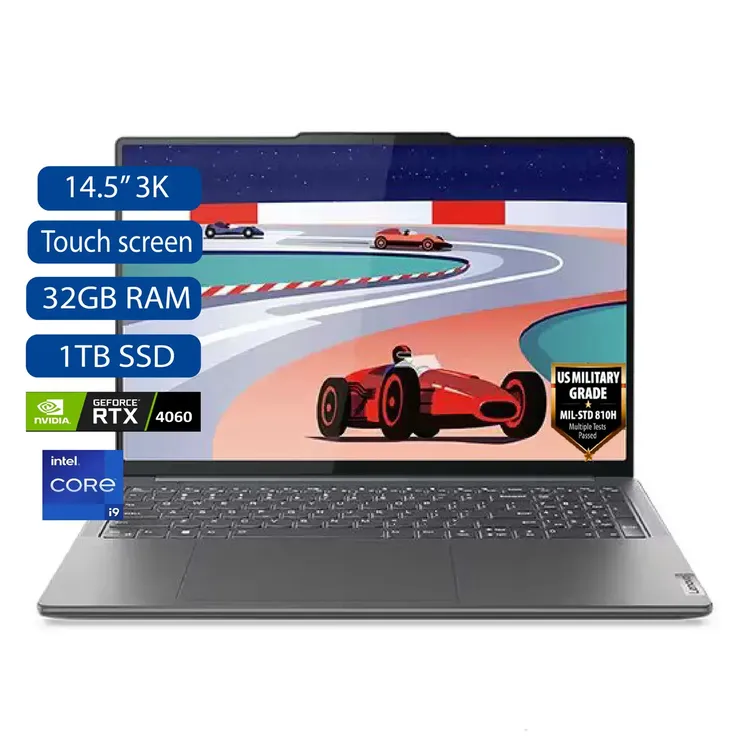 14.5” 3K
Touch screen
32GB RAM
1TB SSD
NVIDIA
GEFORCE
RTX
4060
intel.
CORE
i9
US MILITARY
GRADE
MIL-STD 810H
Multiple Tests
Passed
Lenovo